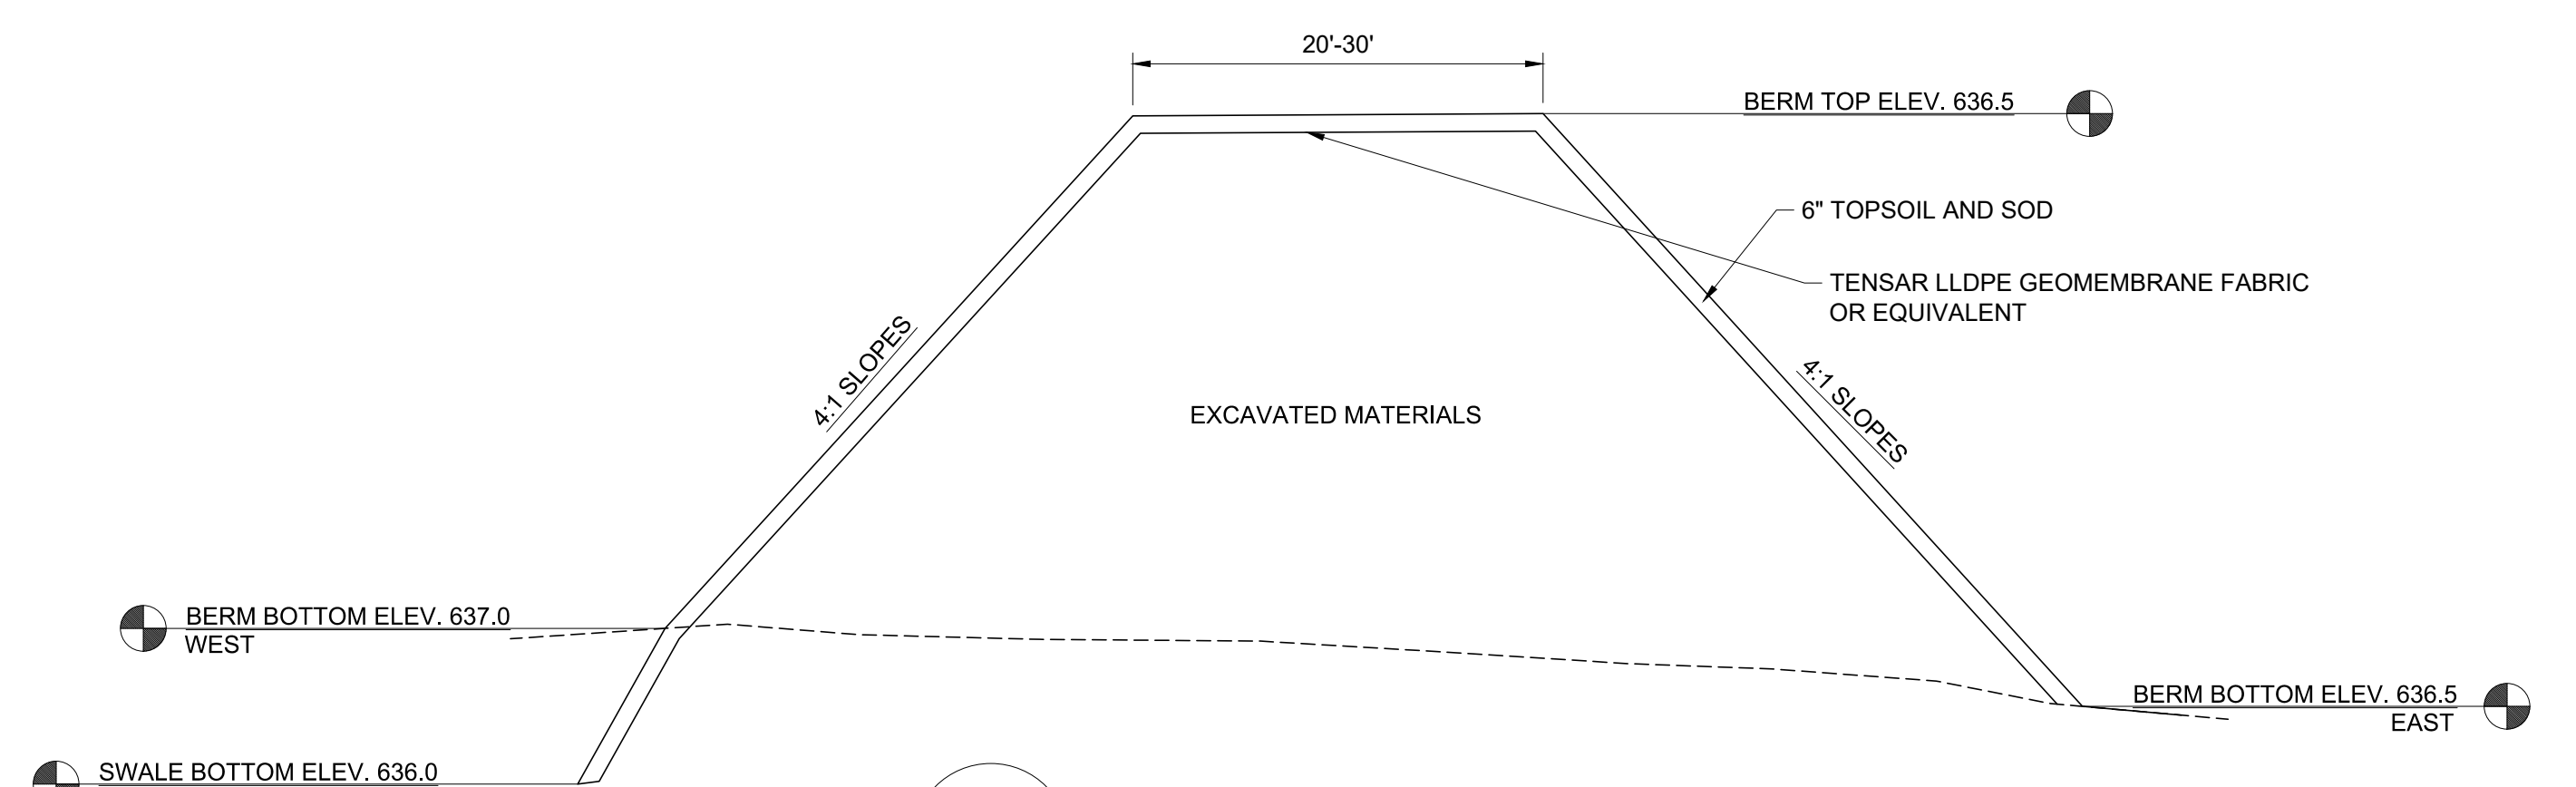 20'-30'
BERM TOP ELEV. 636.5
6" TOPSOIL AND SOD
TENSAR LLDPE GEOMEMBRANE FABRIC
OR EQUIVALENT
4:1 SLOPES
4:1 SLOPES
EXCAVATED MATERIALS
BERM BOTTOM ELEV. 637.0
WEST
BERM BOTTOM ELEV. 636.5
EAST
SWALE BOTTOM ELEV. 636.0